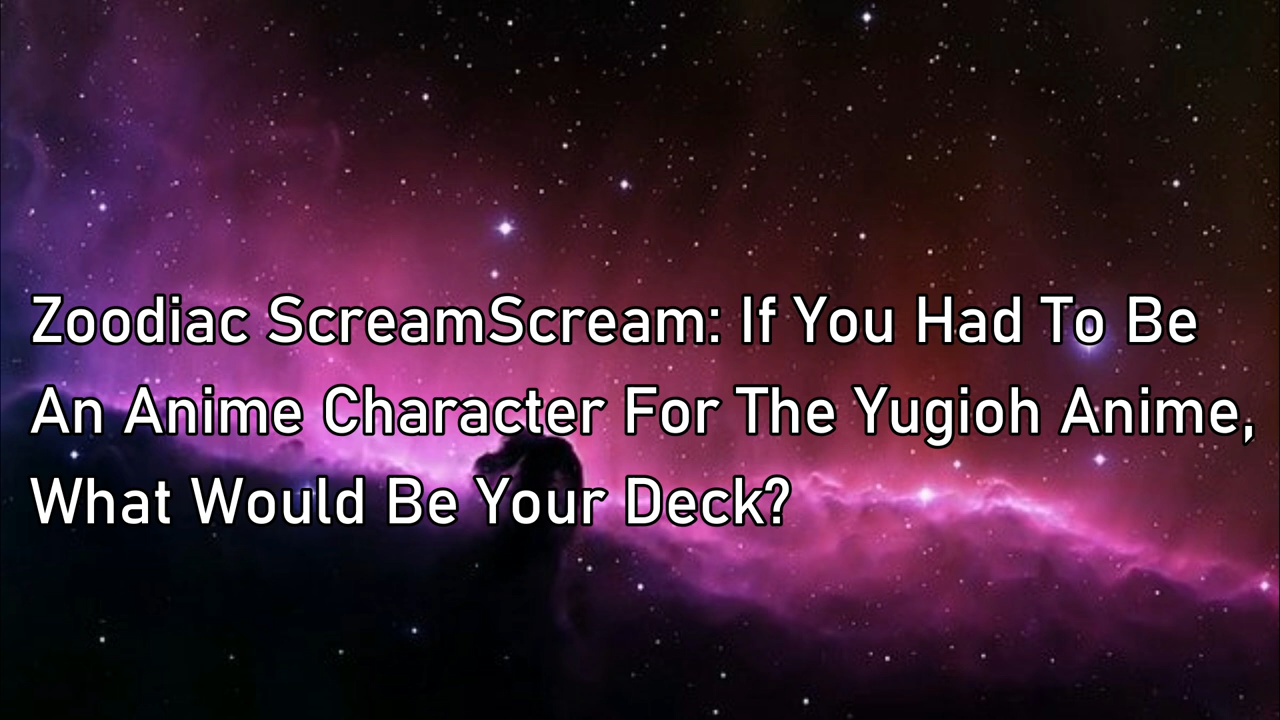 Zoodiac ScreamScream: If You Had To Be
An Anime Character For The Yugioh Anime,
What Would Be Your Deck?